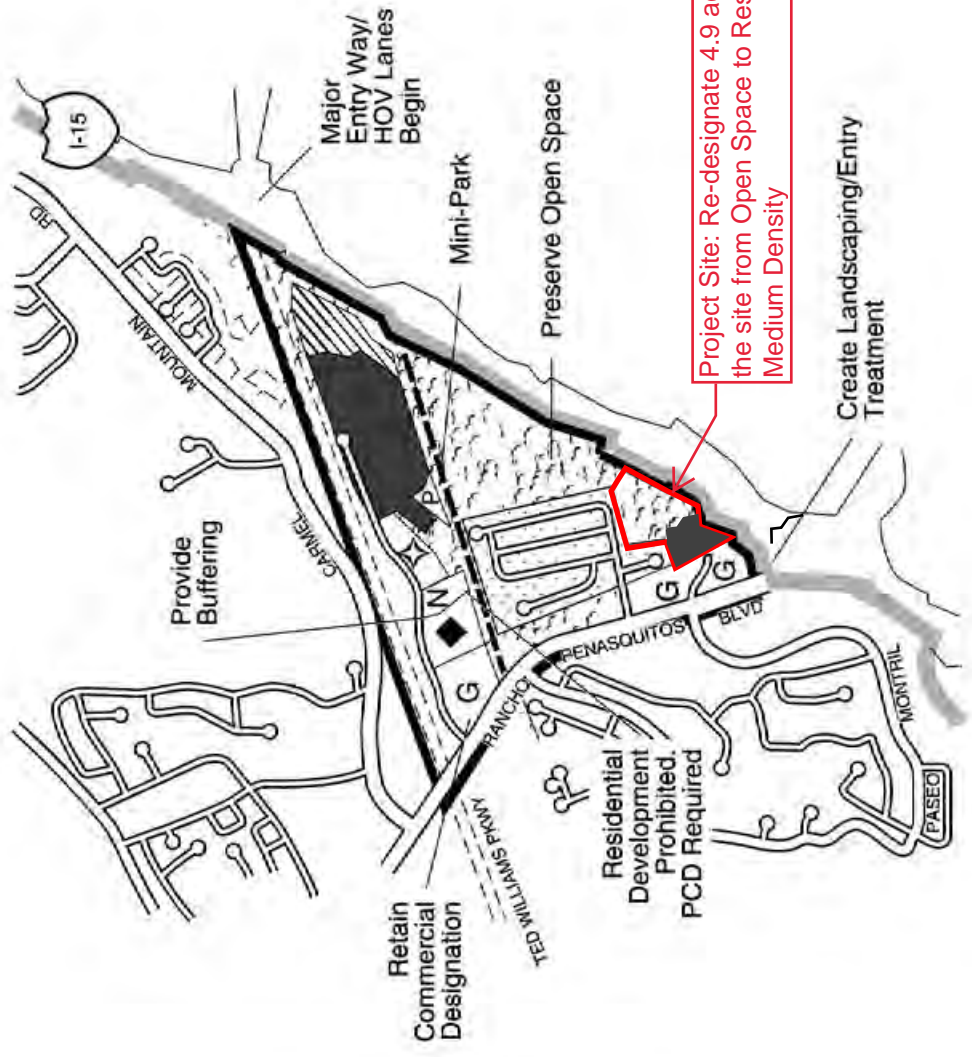 RD
I-15
MOUNTAIN
Provide
Buffering
CARMEL
Major
Entry Way/
HOV Lanes
Begin
Mini-Park
Preserve Open Space
P
N
G
Retain
Commercial
Designation
TED WILLIAMS PKWY
RANCHO
PENASQUITOS
BLVD
G
G
Residential
Development
Prohibited.
PCD Required
MONTRIL
PASEO
Project Site: Re-designate 4.9 ac
the site from Open Space to Res
Medium Density
Create Landscaping/Entry
Treatment